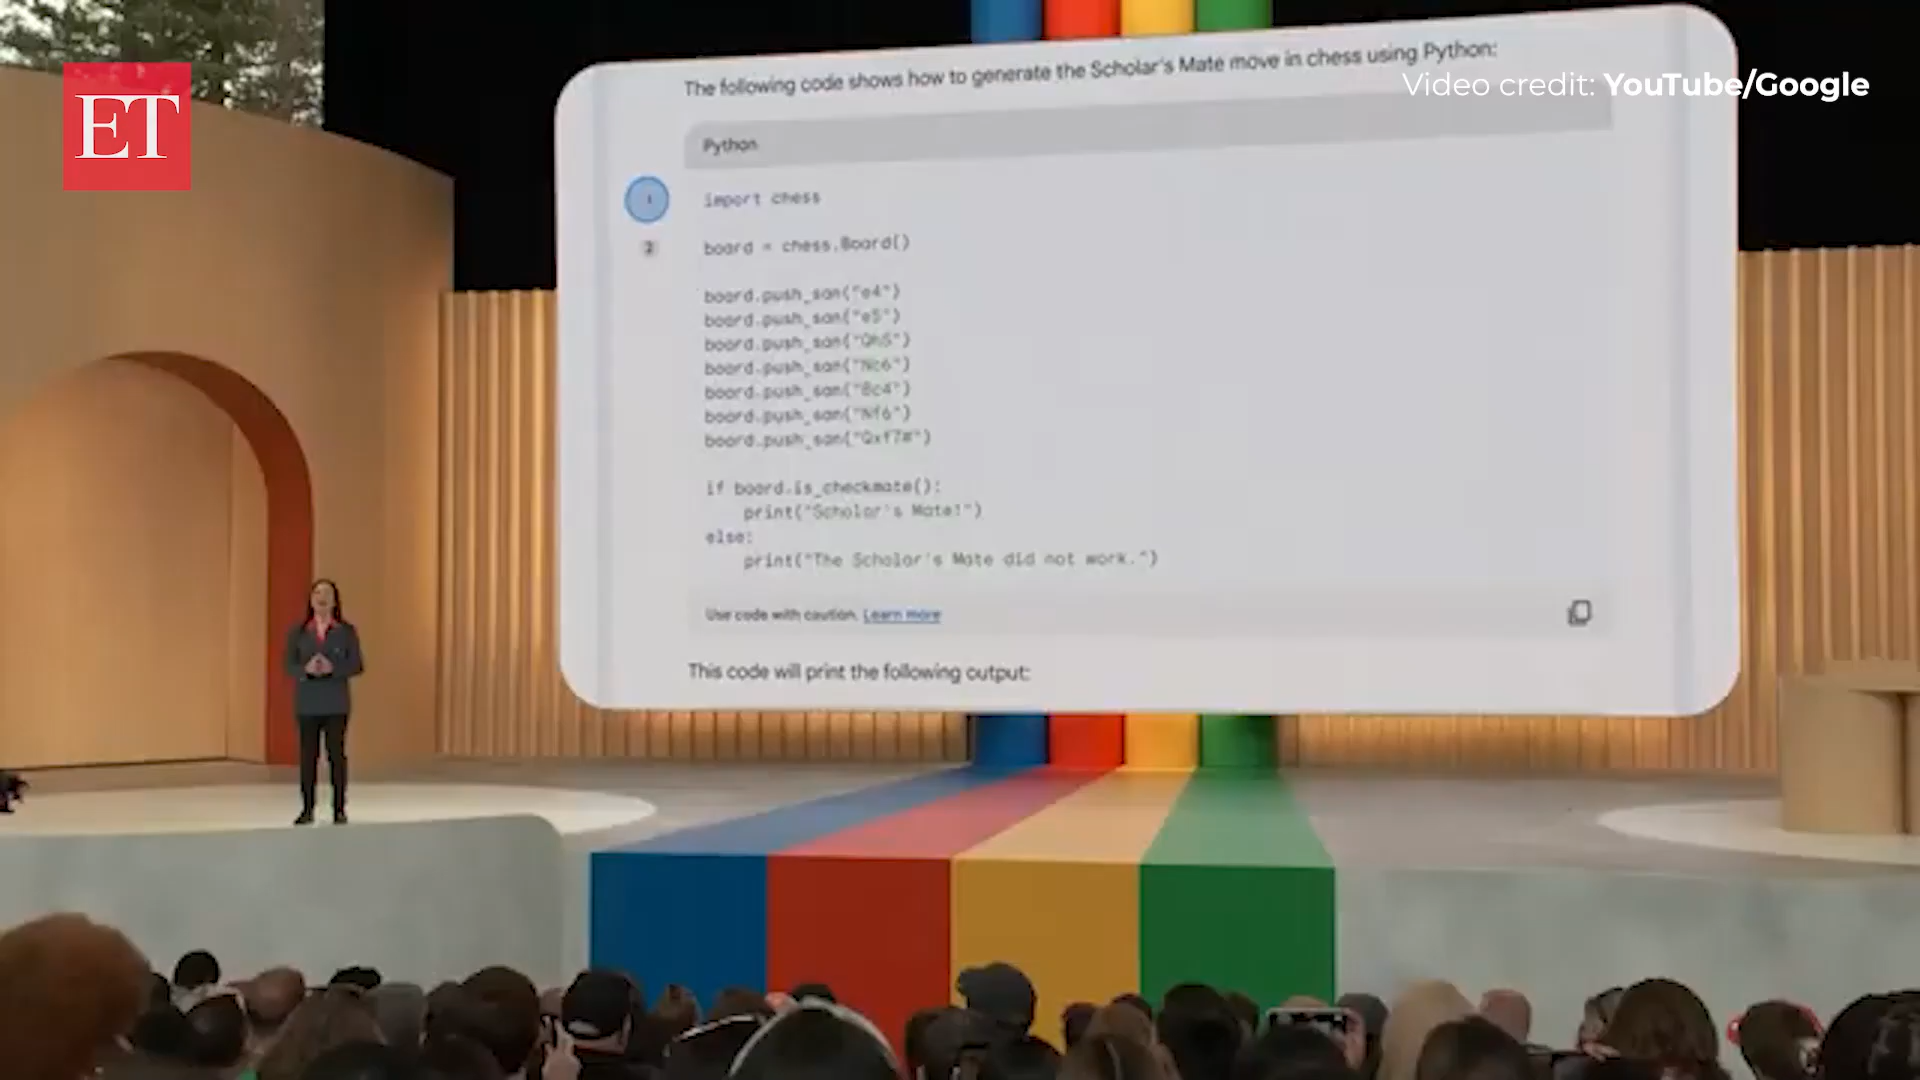 ET
Video credit: YouTube/Google
The following code shows how to generate the Scholar's Mate move in chess using Python:
Python
1
import chess
2
board = chess.Board()
board.push_san("e4")
board.push_san("e5")
board.push_san("Qh5")
board.push_san("Nc6")
board.push_san("Bc4")
board.push_san("Nf6")
board.push_san("Qxf7#")
if board.is_checkmate():
print("Scholar's Mate!")
else:
print("The Scholar's Mate did not work.")
Use code with caution. Learn more
This code will print the following output: